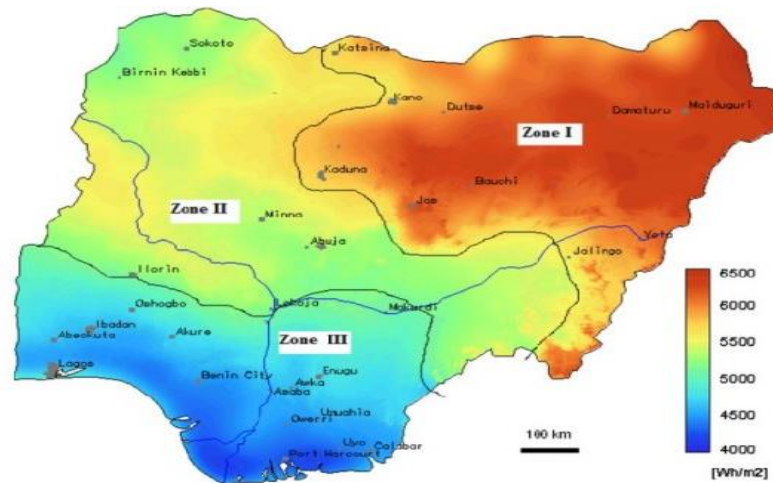 Sokoto
Katsina
Birnin Kebbi
Kano
Dutse
Damaturu
Maiduguri
Zone I
Kaduna
Bauchi
Jos
Zone II
Minna
Abuja
Yola
Jalingo
Ilorin
Oshogbo
Lokoja
Makurdi
Ibadan
Abeokuta
Akure
Zone III
Lagos
Benin City
Enugu
Awka
Asaba
Umuahia
Owerri
Uyo
Calabar
Port Harcourt
100 km
6500
6000
5500
5000
4500
4000
[Wh/m2]